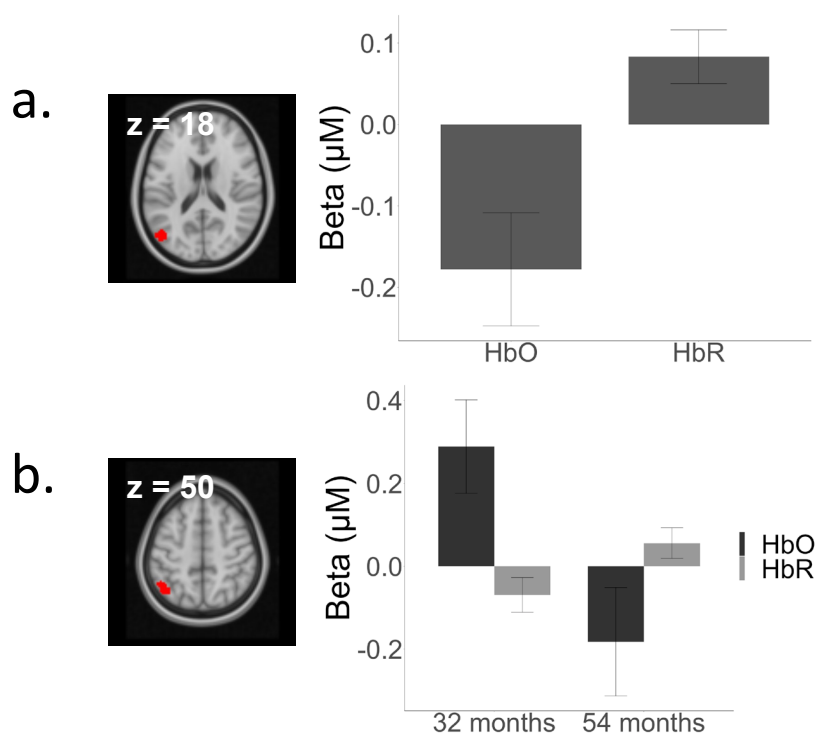 a.
z = 18
Beta (µM)
0.1
0.0
-0.1
-0.2
HbO
HbR
b.
z = 50
Beta (µM)
0.4
0.2
0.0
-0.2
32 months
54 months
HbO
HbR